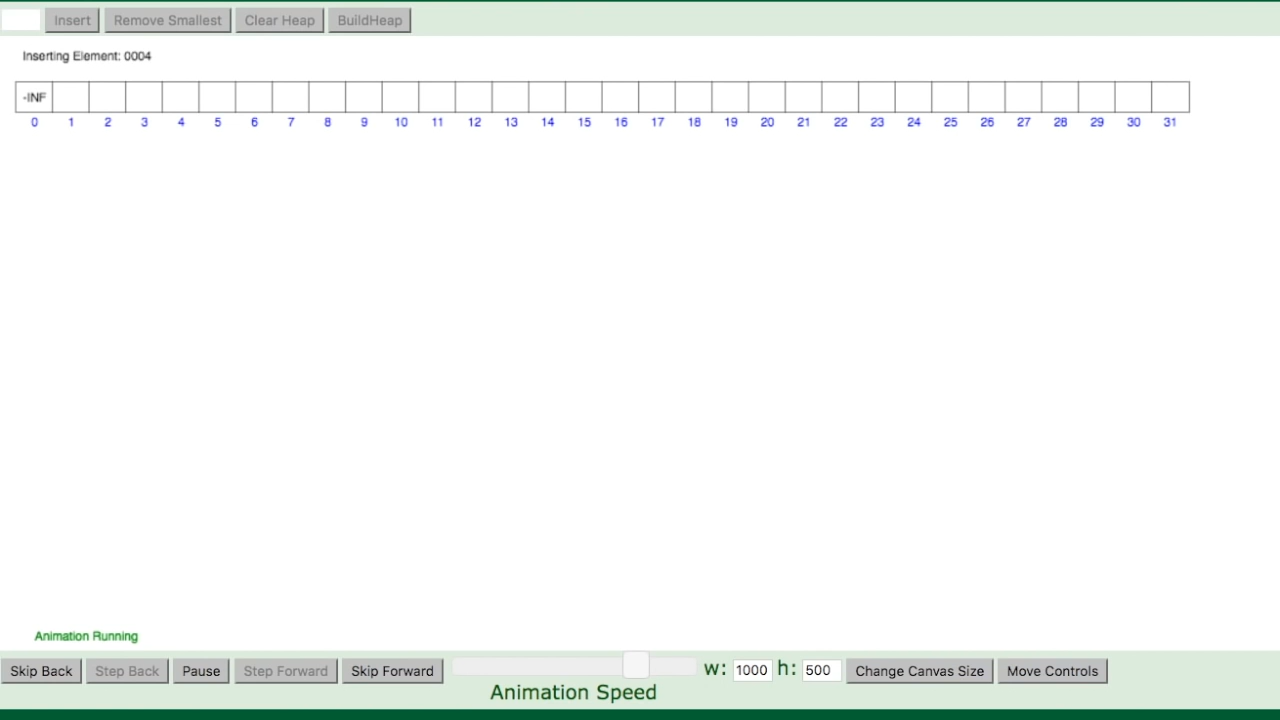 Insert Remove Smallest Clear Heap BuildHeap
Inserting Element: 0004
-INF
0 1 2 3 4 5 6 7 8 9 10 11 12 13 14 15 16 17 18 19 20 21 22 23 24 25 26 27 28 29 30 31
Animation Running
Skip Back Step Back Pause Step Forward Skip Forward w: 1000 h: 500 Change Canvas Size Move Controls
Animation Speed